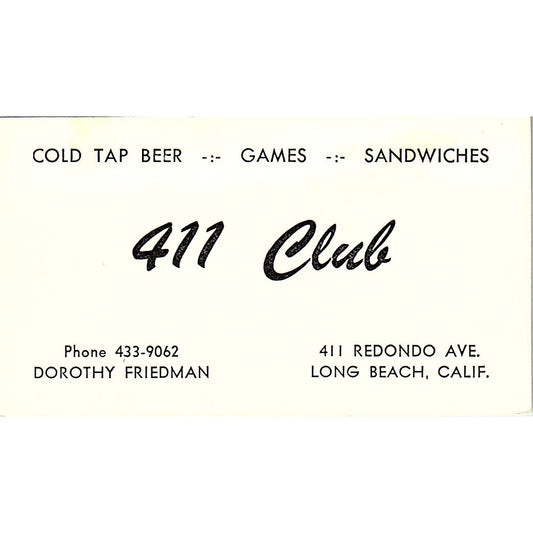 COLD TAP BEER -:- GAMES -:- SANDWICHES
411 Club
Phone 433-9062
DOROTHY FRIEDMAN
411 REDONDO AVE.
LONG BEACH, CALIF.